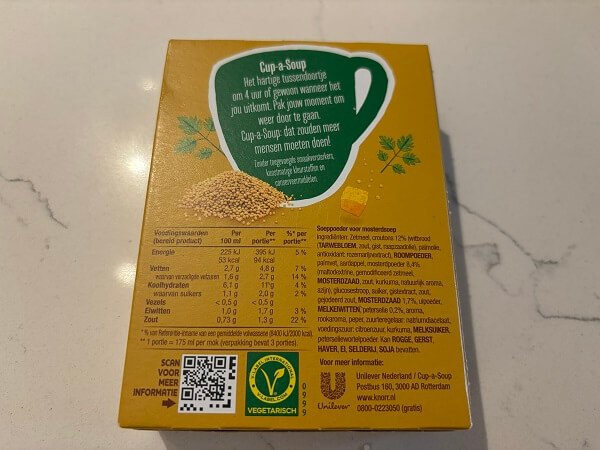 Cup-a-Soup
Het hartige tussendoortje
om 4 uur of gewoon wanneer het
jou uitkomt. Pak jouw moment om
weer door te gaan.
Cup-a-Soup: dat zouden meer
mensen moeten doen!
Zonder toegevoegde smaakversterkers,
kunstmatige kleurstoffen en
conserveermiddelen.
Voedingswaarden Per Per %* per
(bereid product) 100 ml portie** portie**
Energie 225 kJ 395 kJ 5 %
53 kcal 94 kcal
Vetten 2,7 g 4,8 g 7 %
waarvan verzadigde vetzuren 1,6 g 2,7 g 14 %
Koolhydraten 6,1 g 11 g 4 %
waarvan suikers 1,1 g 2,0 g 2 %
Vezels < 0,5 g < 0,5 g
Eiwitten 1,0 g 1,7 g 3 %
Zout 0,73 g 1,3 g 22 %
* % van Referentie-Inname van een gemiddelde volwassene (8400 kJ/2000 kcal).
** 1 portie = 175 ml per mok (verpakking bevat 3 porties).
Soeppoeder voor mosterdsoep
Ingrediënten: Zetmeel, croutons 12% (witbrood
(TARWEBLOEM, zout, gist, palmolie,
antioxidant: rozemarijnextract), ROOMPOEDER,
palmvet, aardappel, mosterdpoeder 8,4%
(maltodextrine, gemodificeerd zetmeel,
MOSTERDZAAD, zout, kurkuma, natuurlijk aroma,
azijn), glucosestroop, suiker, gistextract, zout,
gejodeerd zout, MOSTERDZAAD 1,7%, uipoeder,
MELKEIWITTEN, peterselie 0,2%, aroma,
rookaroma, peper, zuurteregelaar: natriumdiacetaat,
voedingszuur: citroenzuur, kurkuma, MELKSUIKER,
peterseliewortelpoeder. Kan ROGGE, GERST,
HAVER, EI, SELDERIJ, SOJA bevatten.
Voor meer informatie:
SCAN
VOOR
MEER
INFORMATIE
V-LABEL INTERNATIONAL
V-LABEL.COM
VEGETARISCH
0999
Unilever
Unilever Nederland / Cup-a-Soup
Postbus 160, 3000 AD Rotterdam
www.knorr.nl
0800-0223050 (gratis)